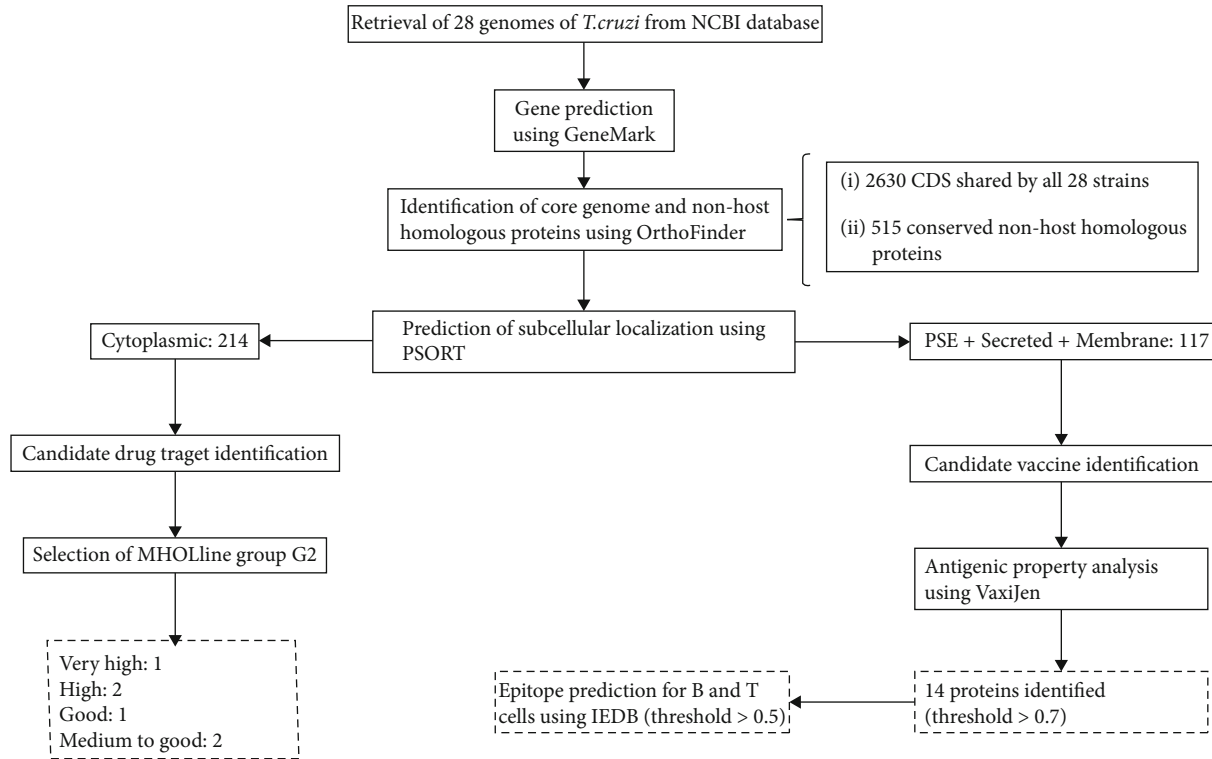 Retrieval of 28 genomes of T.cruzi from NCBI database
Gene prediction
using GeneMark
Identification of core genome and non-host
homologous proteins using OrthoFinder
(i) 2630 CDS shared by all 28 strains
(ii) 515 conserved non-host homologous
proteins
Prediction of subcellular localization using
PSORT
Cytoplasmic: 214
Candidate drug traget identification
Selection of MHOLline group G2
Very high: 1
High: 2
Good: 1
Medium to good: 2
PSE + Secreted + Membrane: 117
Candidate vaccine identification
Antigenic property analysis
using VaxiJen
14 proteins identified
(threshold > 0.7)
Epitope prediction for B and T
cells using IEDB (threshold > 0.5)